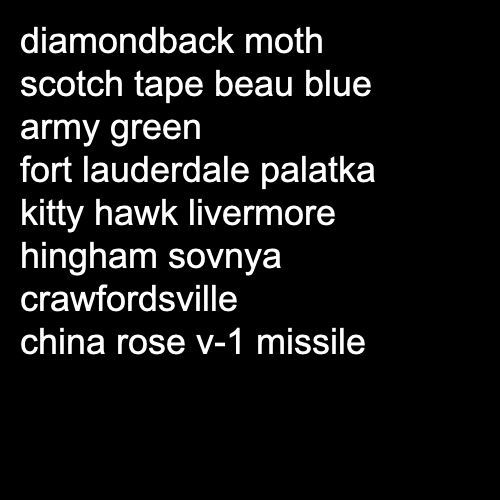 diamondback moth
scotch tape beau blue
army green
fort lauderdale palatka
kitty hawk livermore
hingham sovnya
crawfordsville
china rose v-1 missile